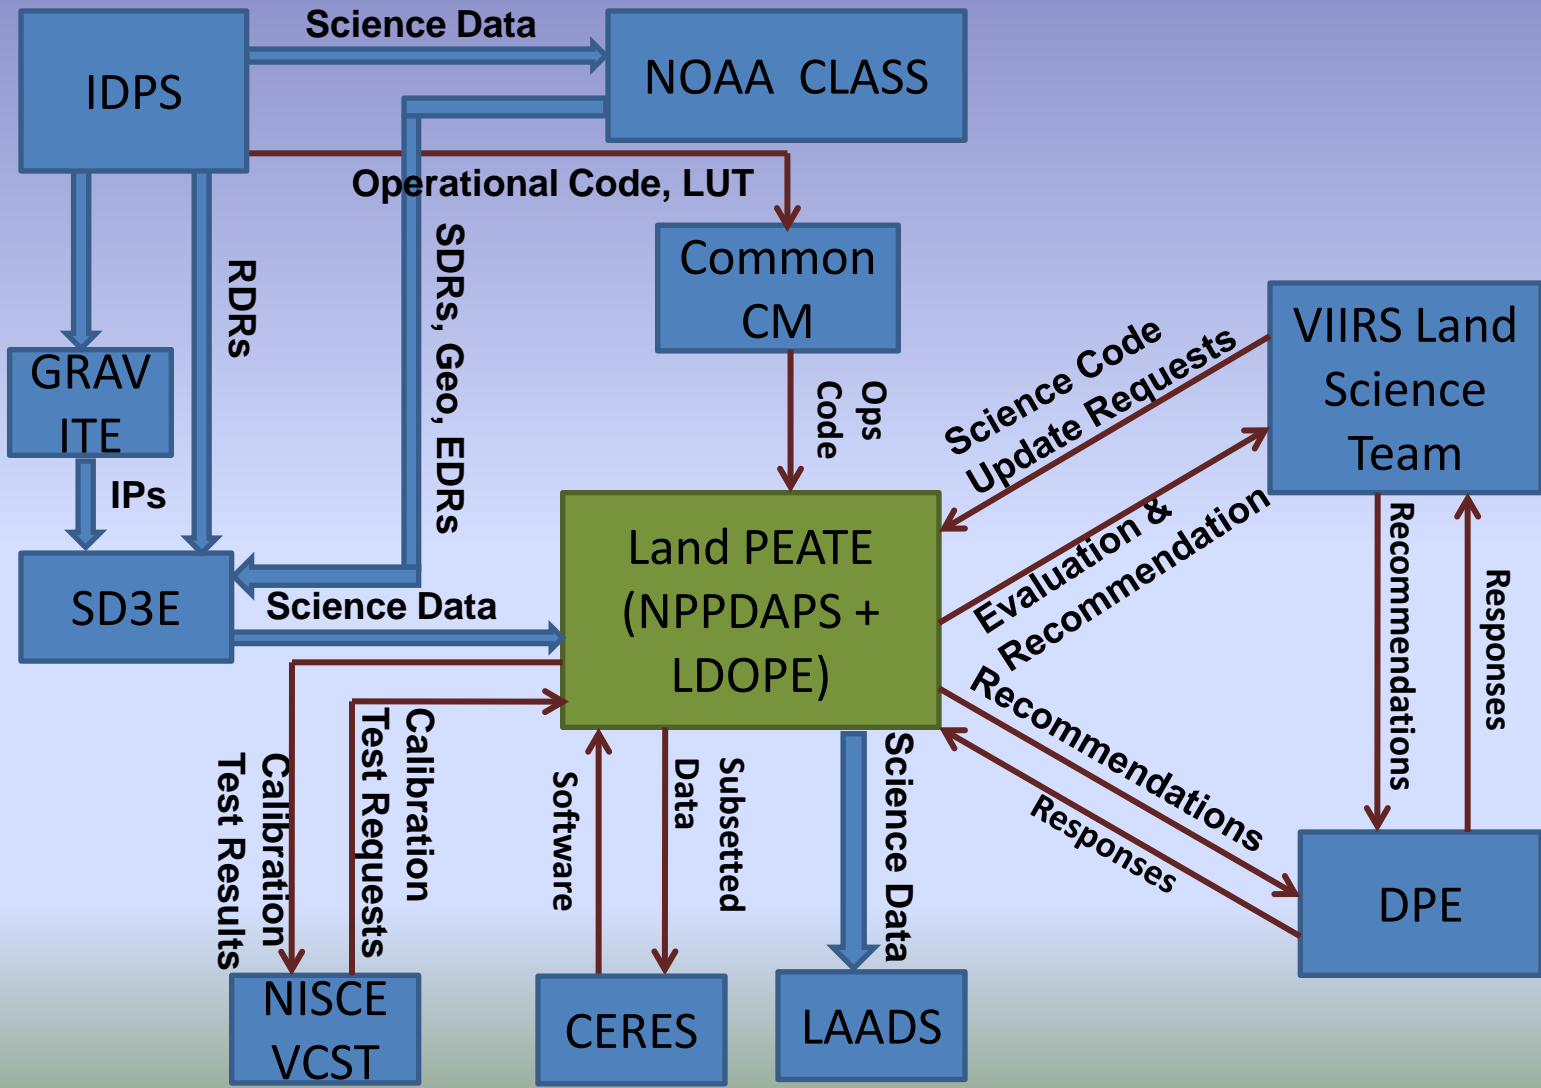 Science Data
IDPS
NOAA CLASS
Operational Code, LUT
RDRs
SDRs, Geo, EDRs
Common
CM
GRAV
ITE
IPs
Ops
Code
Science Code
Update Requests
VIIRS Land
Science
Team
SD3E
Science Data
Land PEATE
(NPPDAPS +
LDOPE)
Evaluation &
Recommendation
Recommendations
Responses
Recommendations
Responses
Calibration
Test Results
Calibration
Test Requests
Software
Subsetted
Data
Science Data
DPE
NISCE
VCST
CERES
LAADS